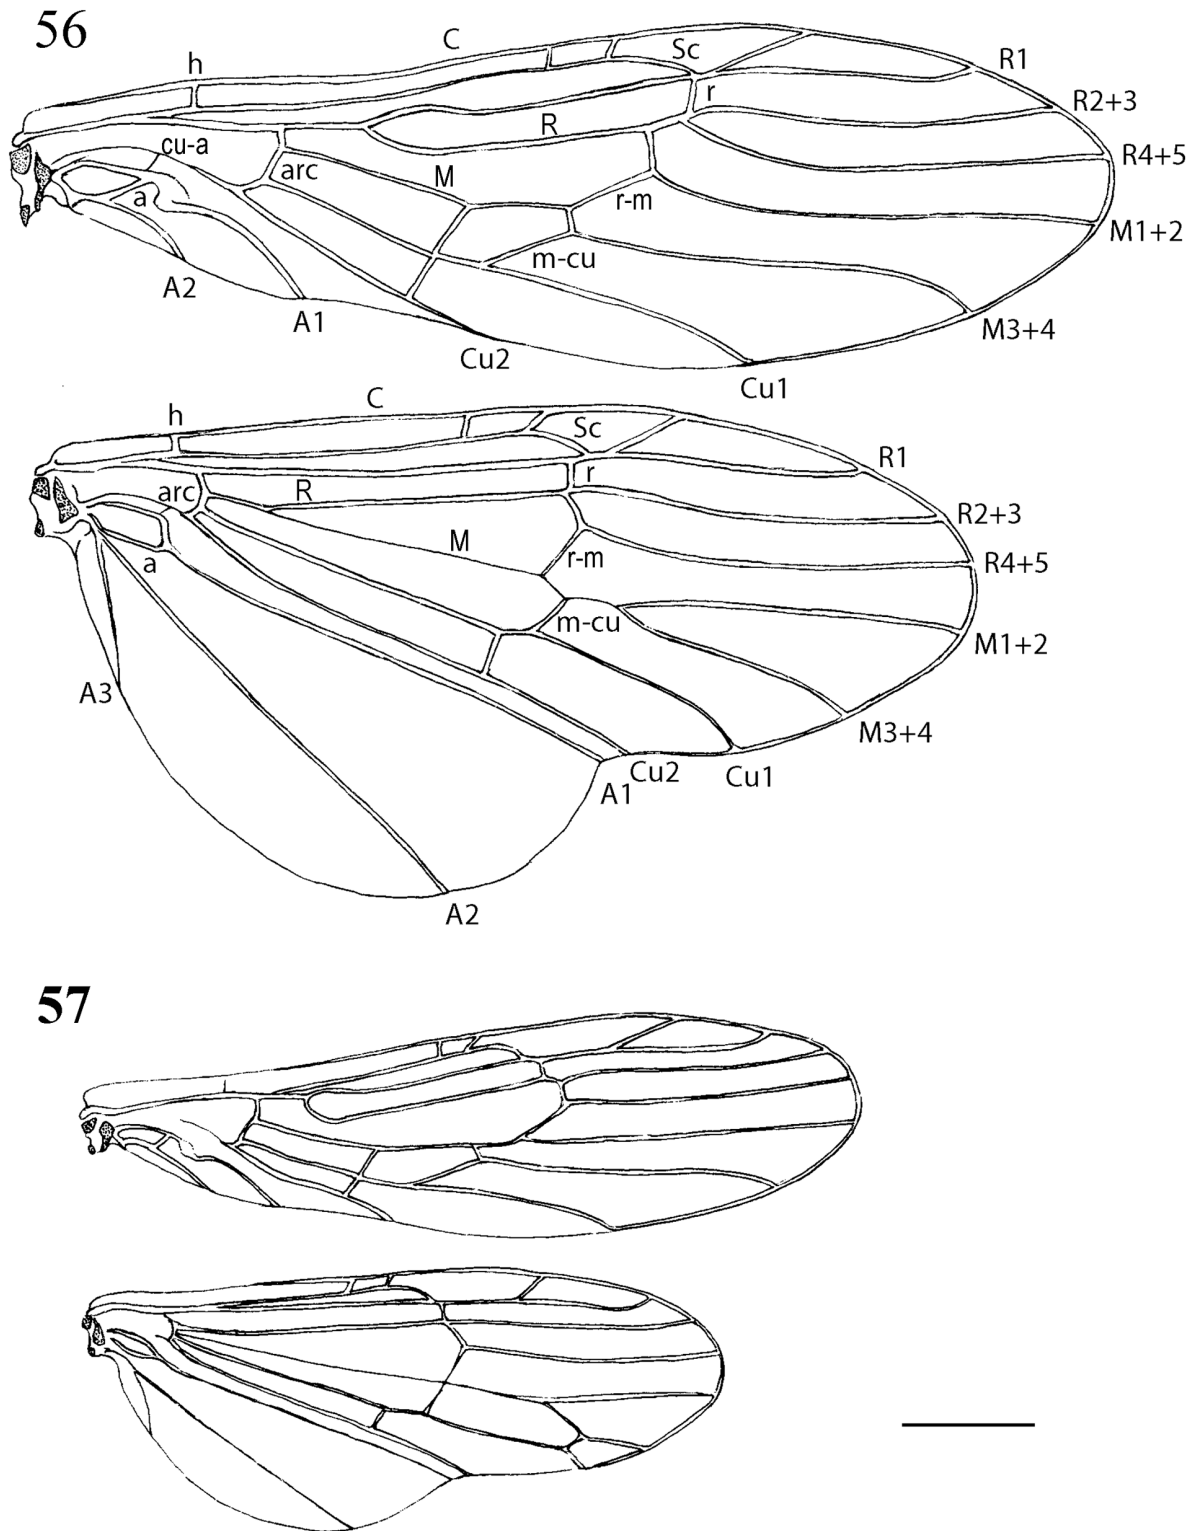 56
C
Sc
h
R1
r
R2+3
R
cu-a
R4+5
arc
M
r-m
a
M1+2
m-cu
A2
A1
M3+4
Cu2
Cu1
C
h
Sc
R1
r
arc
R
R2+3
M
r-m
R4+5
a
m-cu
M1+2
A3
M3+4
Cu2
Cu1
A1
A2
57